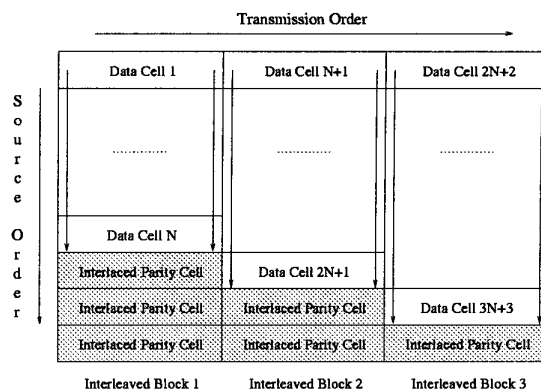 Transmission Order
Source Order
Data Cell 1
Data Cell N+1
Data Cell 2N+2
Data Cell N
Interlaced Parity Cell
Data Cell 2N+1
Interlaced Parity Cell
Interlaced Parity Cell
Data Cell 3N+3
Interlaced Parity Cell
Interlaced Parity Cell
Interlaced Parity Cell
Interleaved Block 1
Interleaved Block 2
Interleaved Block 3